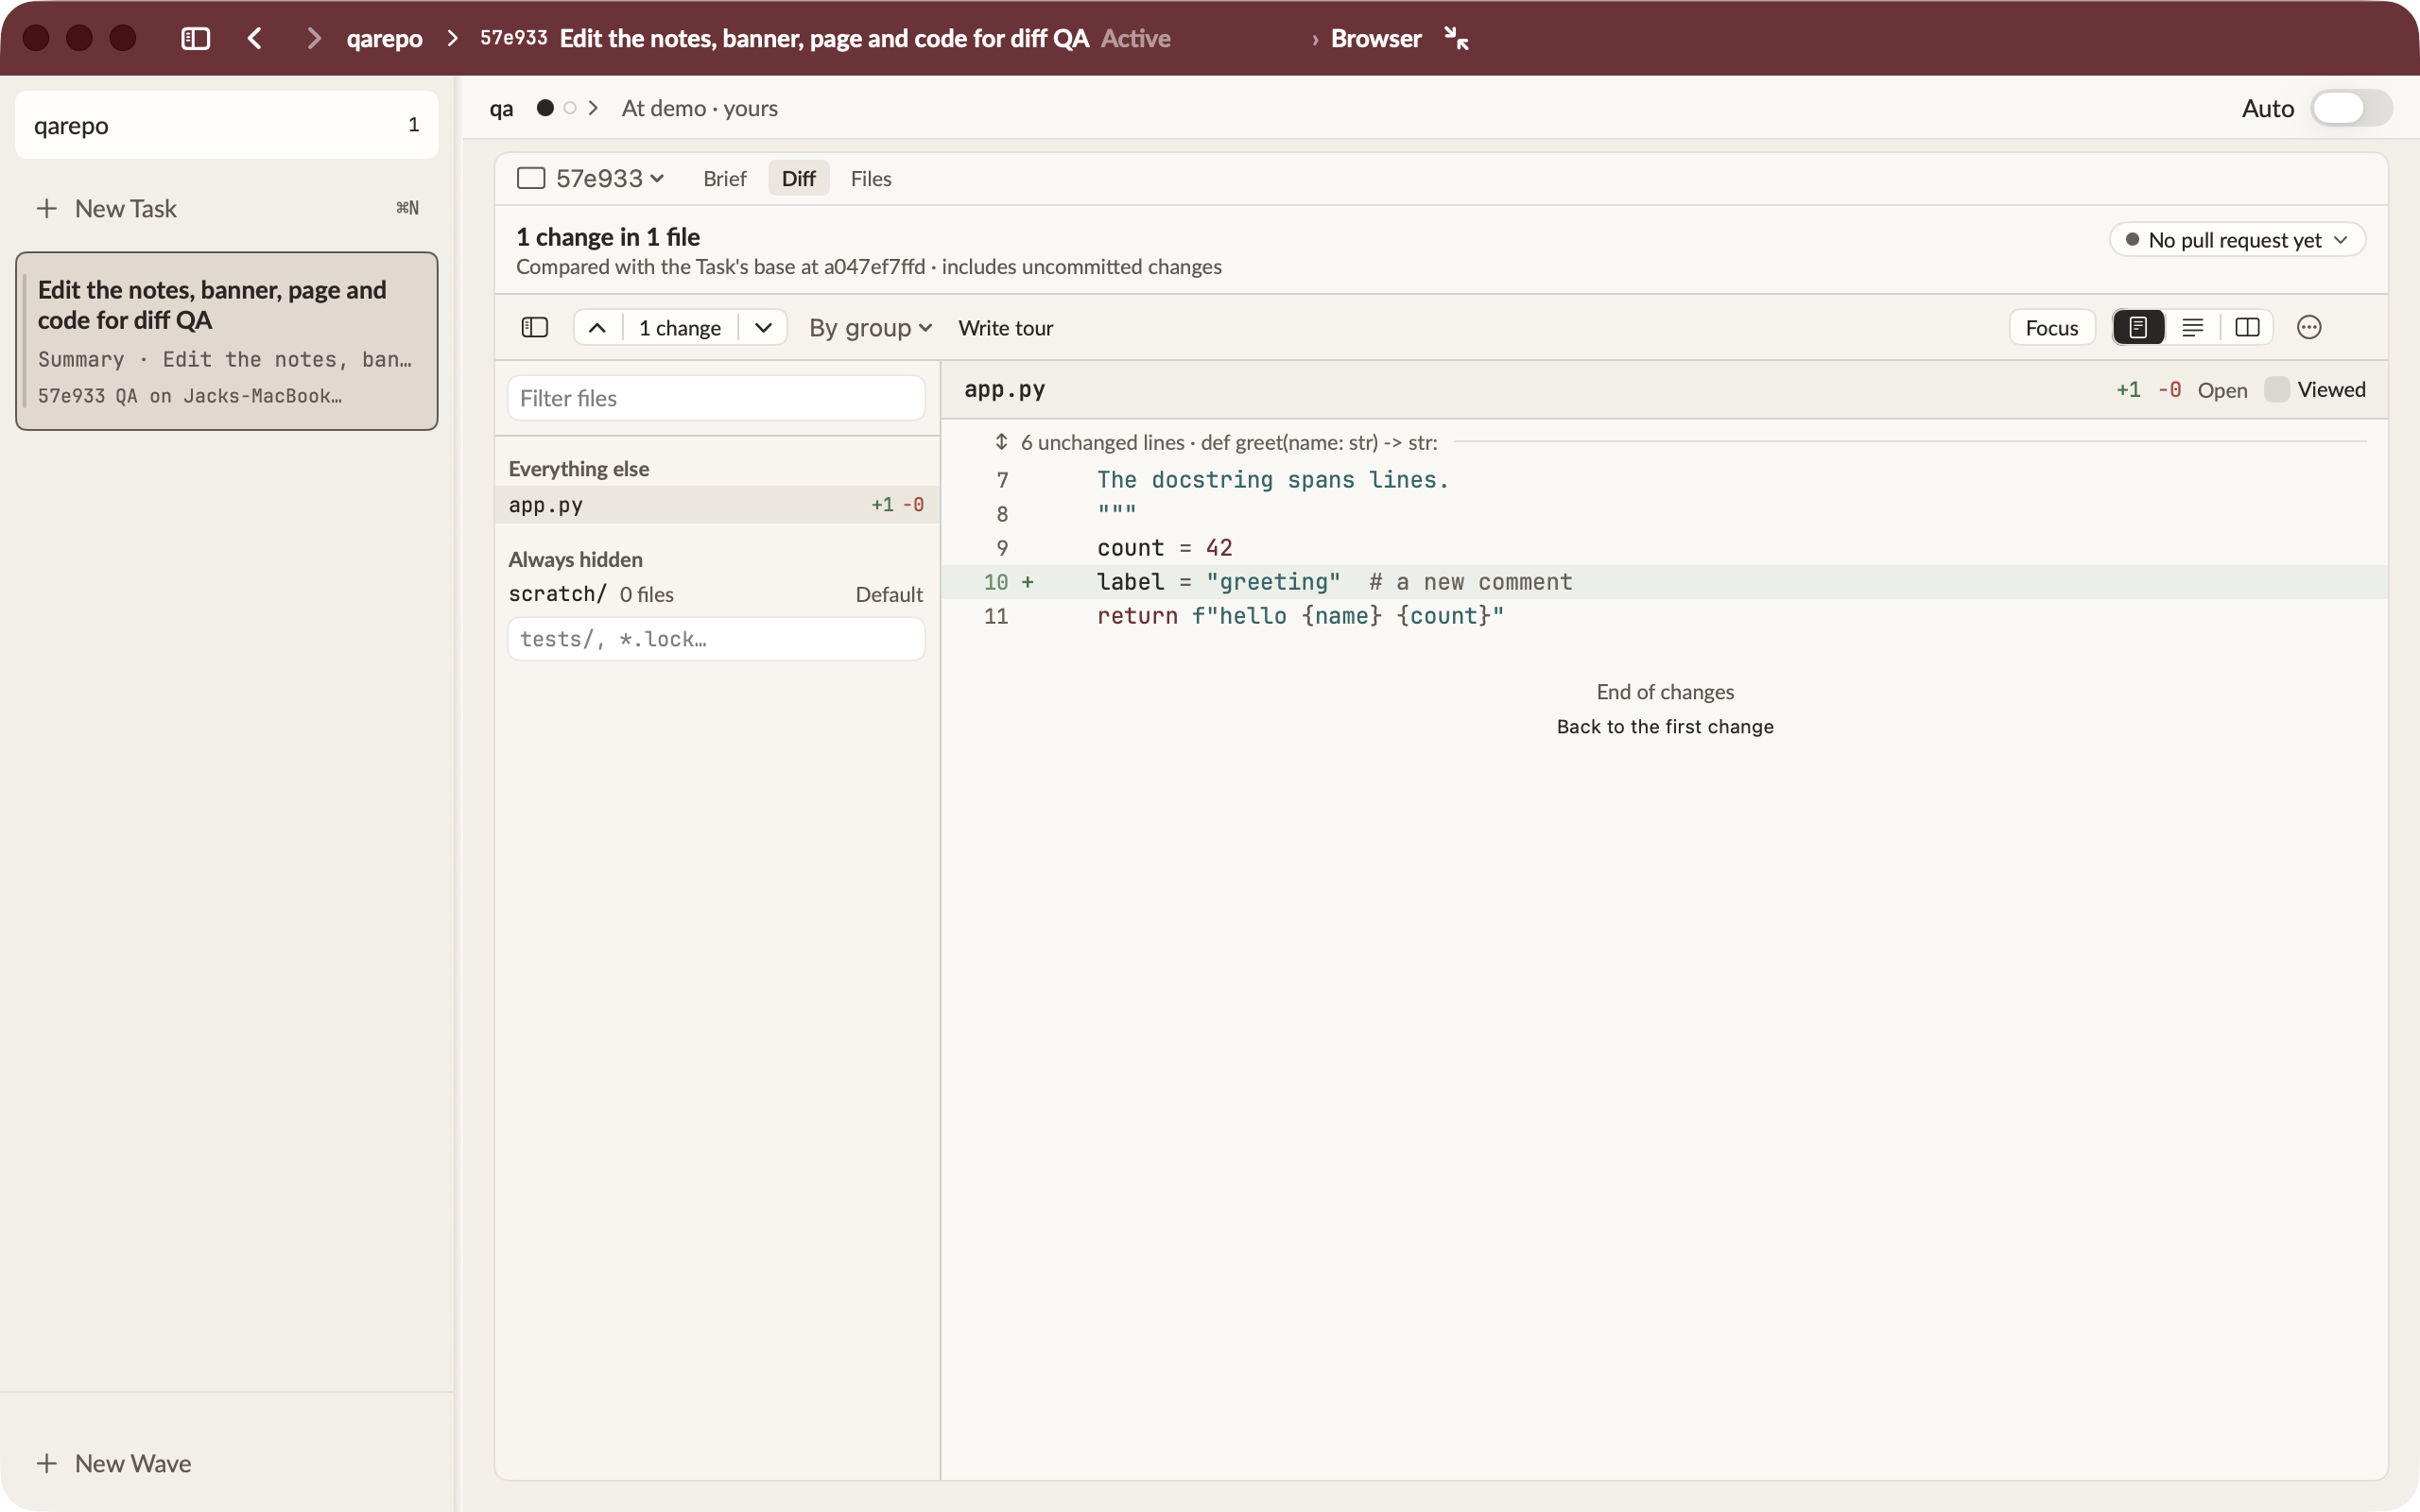 qarepo > 57e933 Edit the notes, banner, page and code for diff QA Active › Browser
qarepo 1
New Task ⌘N
Edit the notes, banner, page and
code for diff QA
Summary · Edit the notes, ban…
57e933 QA on Jacks-MacBook…
New Wave
qa At demo · yours Auto
57e933 Brief Diff Files
1 change in 1 file
Compared with the Task's base at a047ef7ffd · includes uncommitted changes
No pull request yet
1 change By group Write tour Focus
Filter files
Everything else
app.py +1 -0
Always hidden
scratch/ 0 files Default
tests/, *.lock…
app.py +1 -0 Open Viewed
6 unchanged lines · def greet(name: str) -> str:
7 The docstring spans lines.
8 """
9 count = 42
10 + label = "greeting"  # a new comment
11 return f"hello {name} {count}"
End of changes
Back to the first change